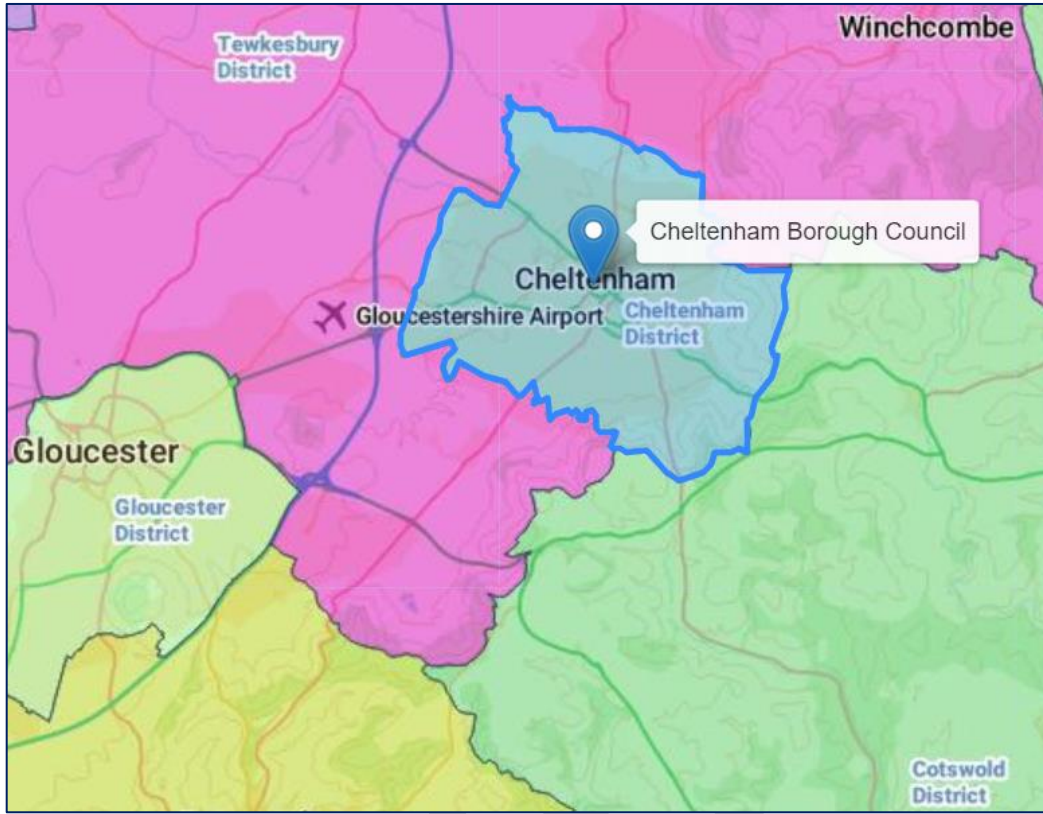 Winchcombe
Tewkesbury
District
Cheltenham Borough Council
Cheltenham
Gloucestershire Airport
Cheltenham
District
Gloucester
Gloucester
District
Cotswold
District